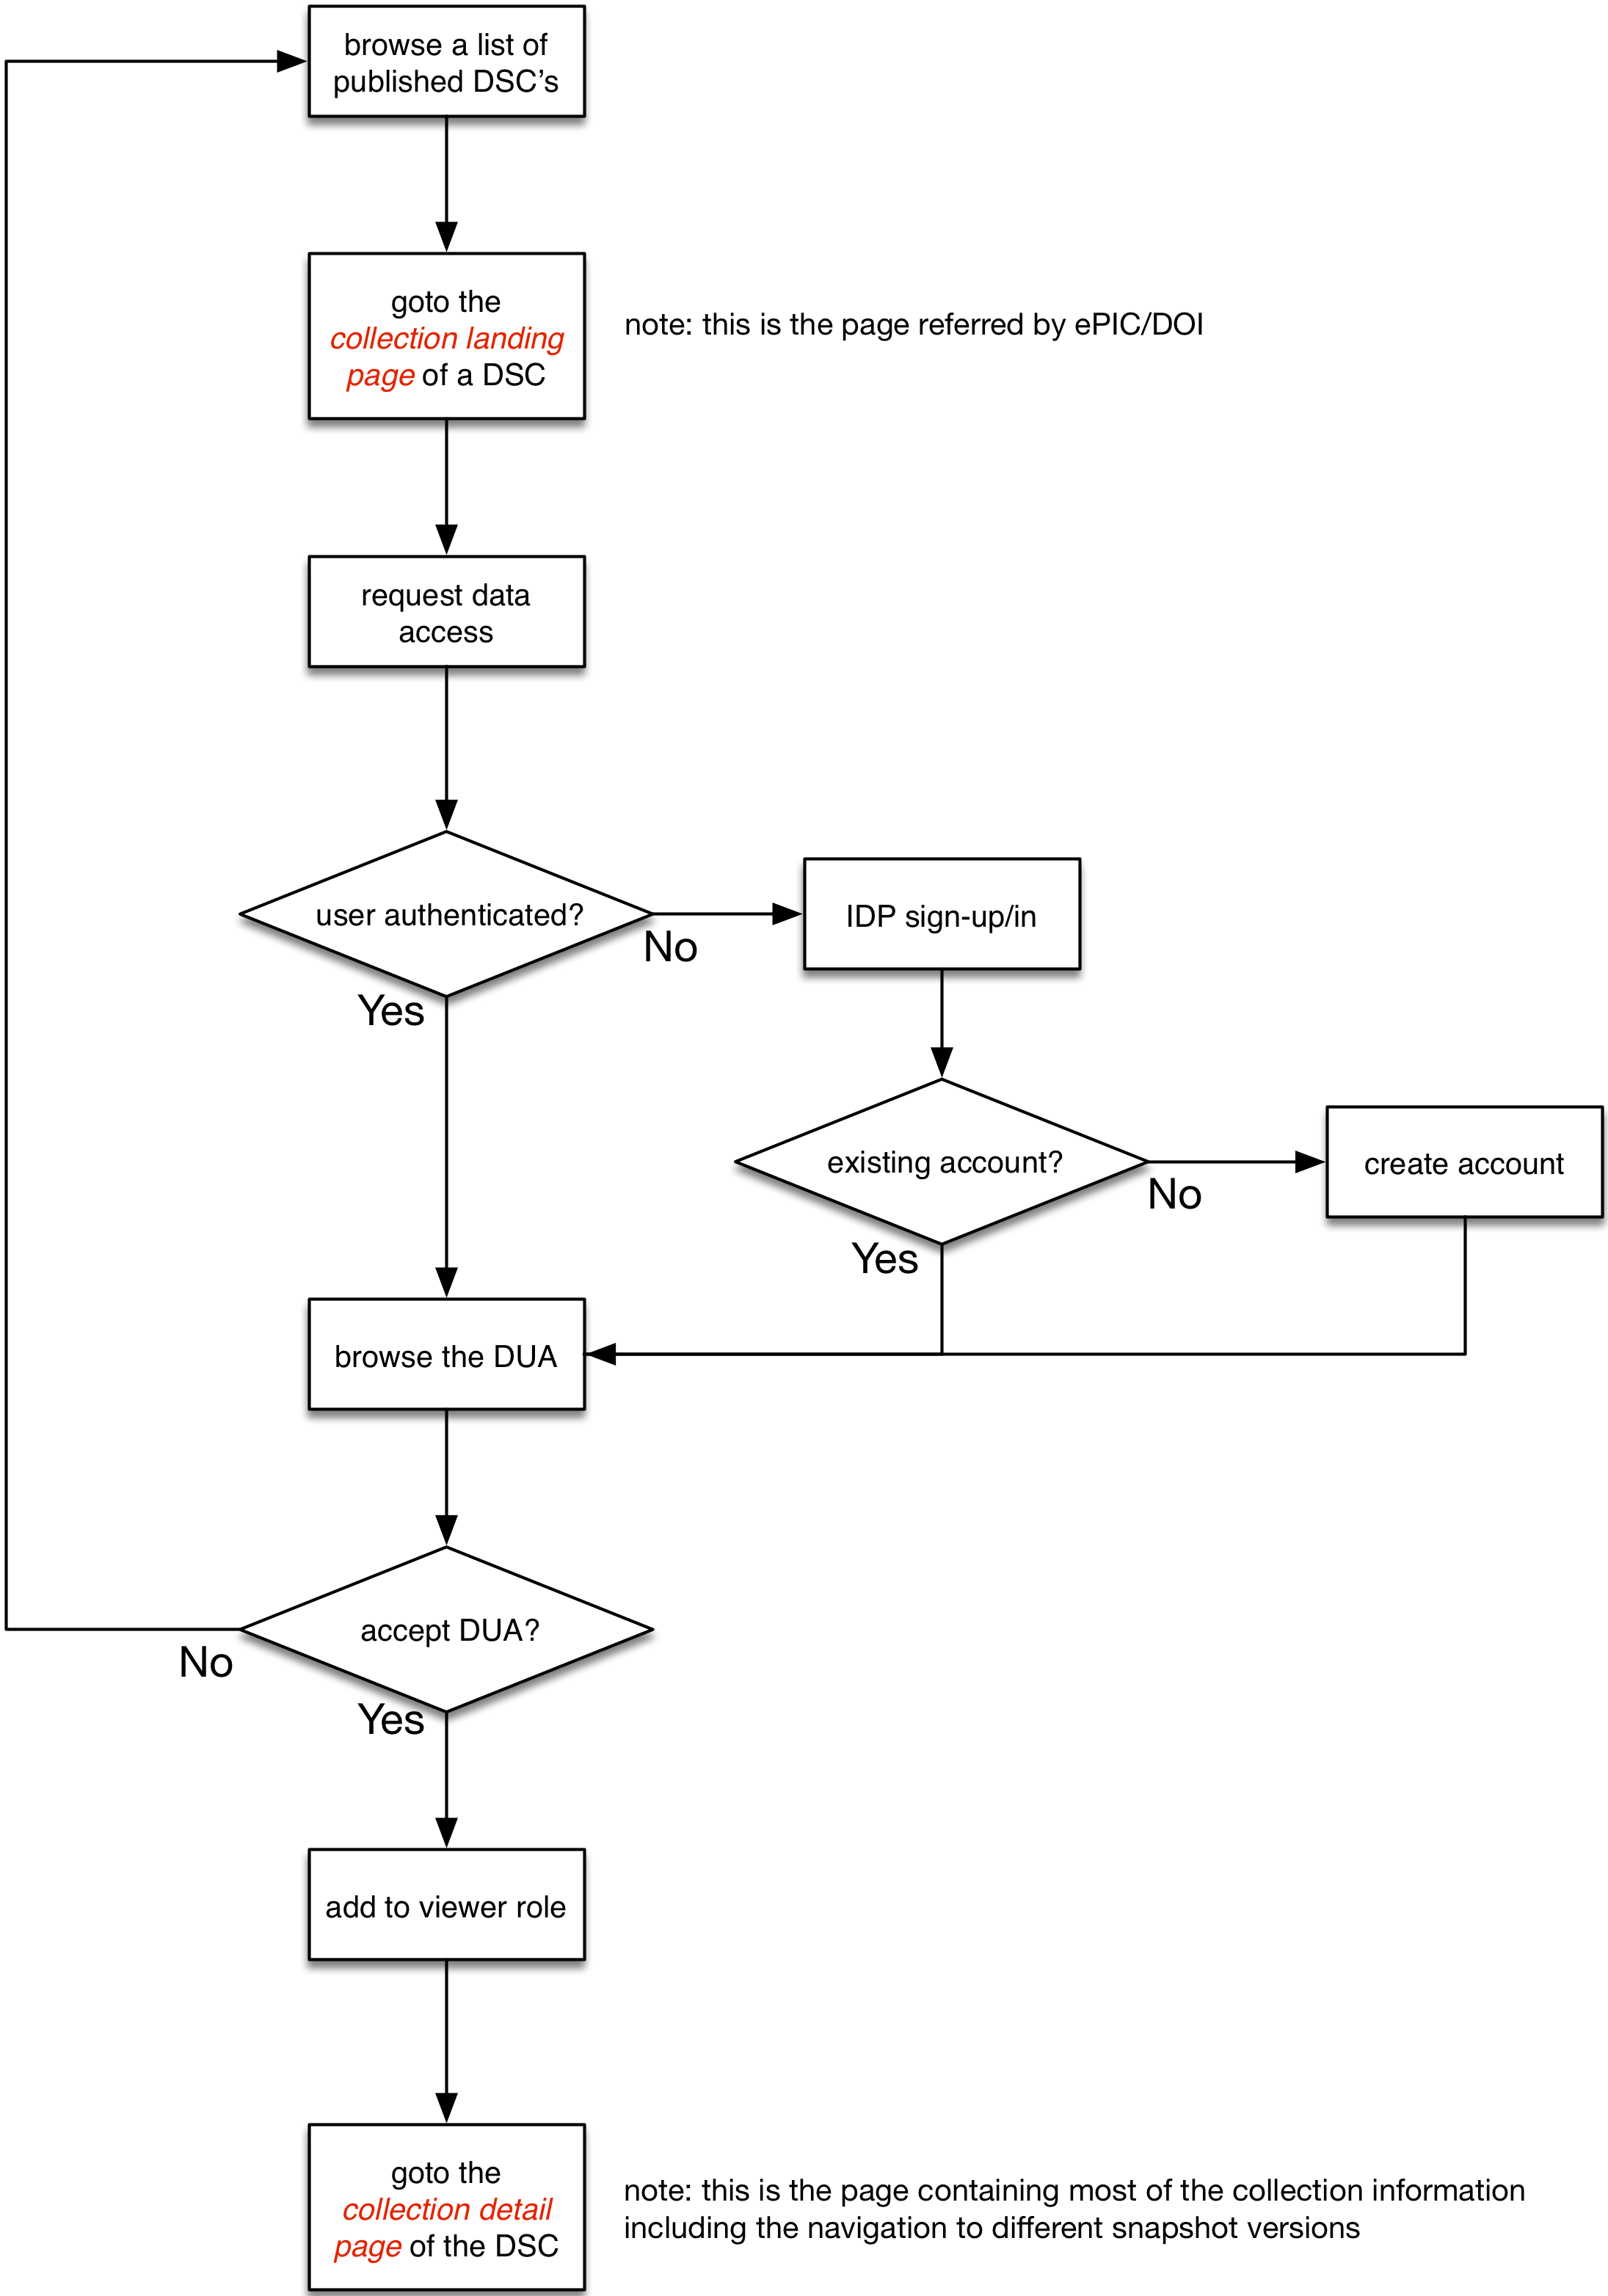 browse a list of
published DSC's
goto the
collection landing
page of a DSC
note: this is the page referred by ePIC/DOI
request data
access
user authenticated?
No
Yes
IDP sign-up/in
existing account?
No
Yes
create account
browse the DUA
accept DUA?
No
Yes
add to viewer role
goto the
collection detail
page of the DSC
note: this is the page containing most of the collection information
including the navigation to different snapshot versions